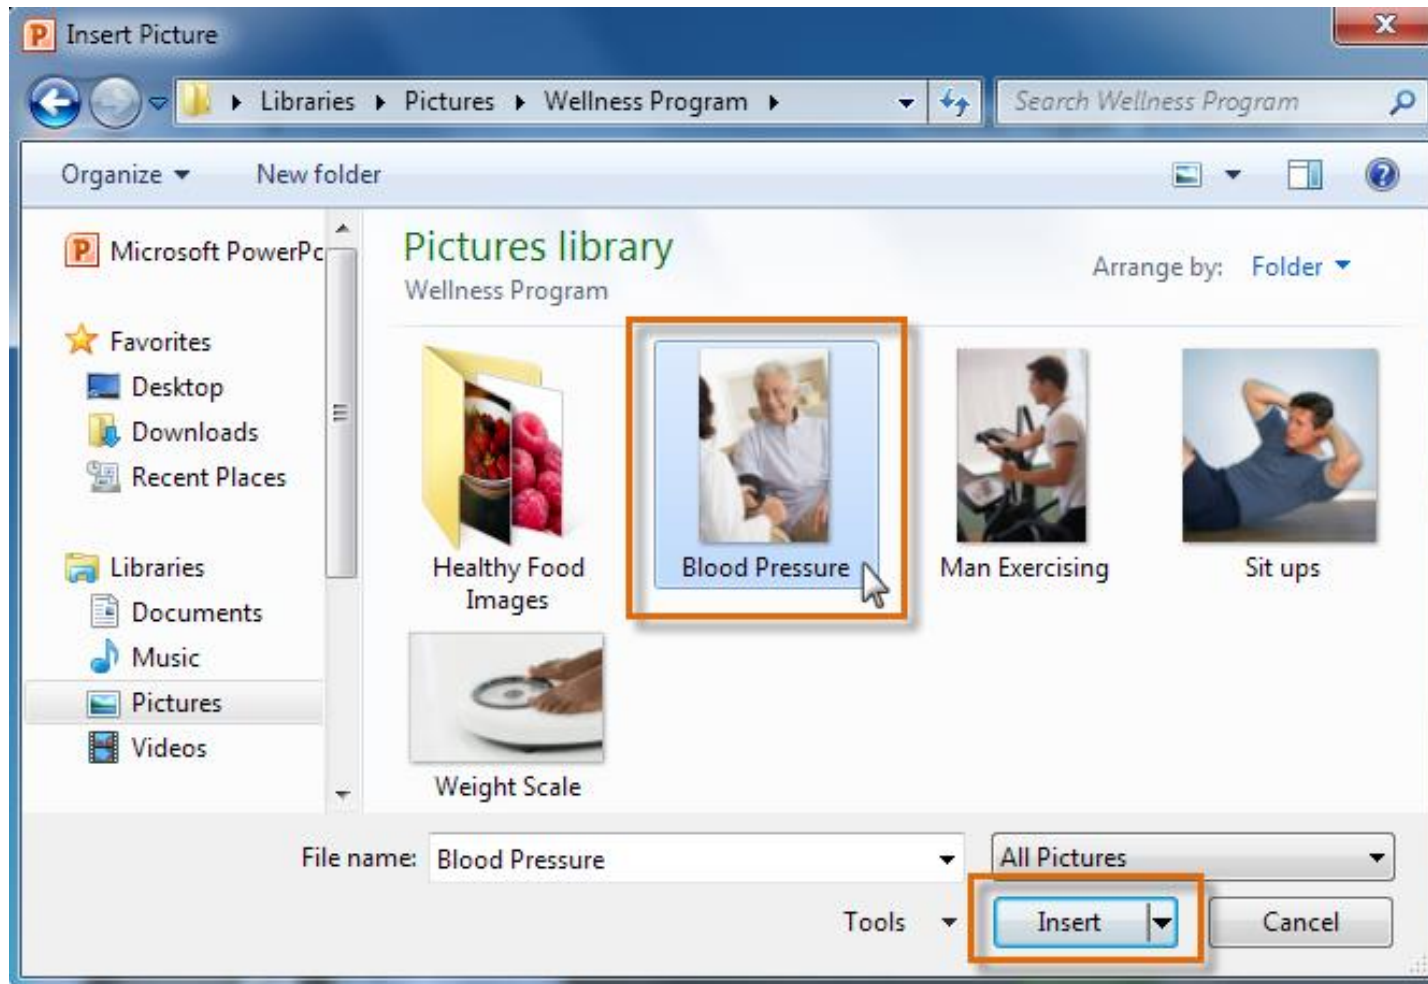 Insert Picture
Libraries Pictures Wellness Program
Search Wellness Program
Organize New folder
Microsoft PowerPo
Favorites
Desktop
Downloads
Recent Places
Libraries
Documents
Music
Pictures
Videos
Pictures library
Wellness Program
Arrange by: Folder
Healthy Food
Images
Blood Pressure
Man Exercising
Sit ups
Weight Scale
File name: Blood Pressure
All Pictures
Tools Insert Cancel